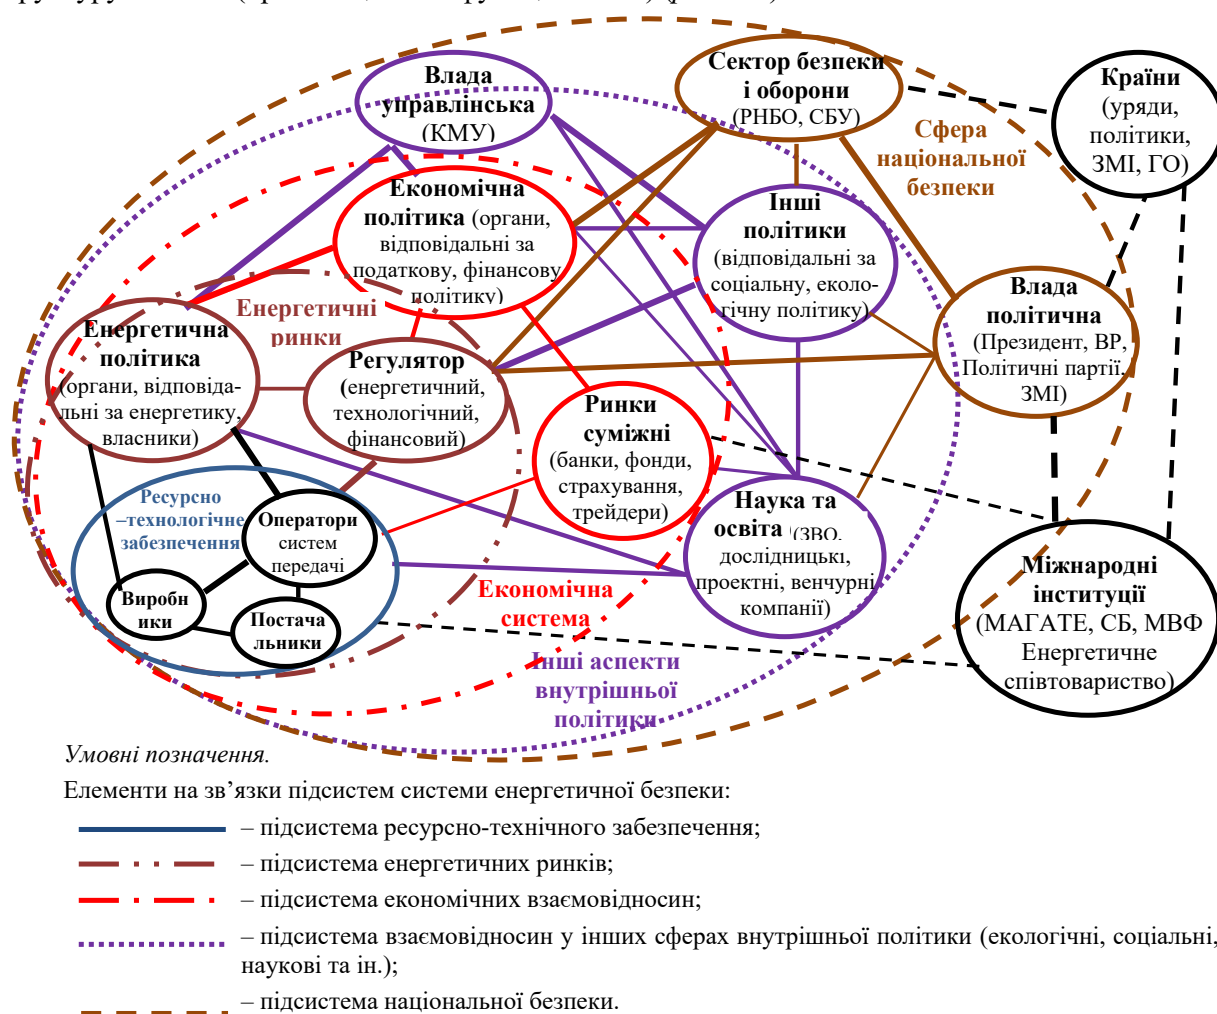 Влада
управлінська
(КМУ)
Сектор безпеки
і оборони
(РНБО, СБУ)
Країни
(уряди,
політики,
ЗМІ, ГО)
Сфера
національної
безпеки
Економічна
політика (органи,
відповідальні за
податкову, фінансову
політику)
Інші
політики
(відповідальні за
соціальну, еколо-
гічну політику)
Влада
політична
(Президент, ВР,
Політичні партії,
ЗМІ)
Енергетичні
ринки
Енергетична
політика
(органи, відповіда-
льні за енергетику,
власники)
Регулятор
(енергетичний,
технологічний,
фінансовий)
Ринки
суміжні
(банки, фонди,
страхування,
трейдери)
Наука та
освіта (ЗВО,
дослідницькі,
проектні, венчурні
компанії)
Ресурсно
–технологічне
забезпечення
Оператори
систем
передачі
Виробн
ики
Постача
льники
Економічна
система
Інші аспекти
внутрішньої
політики
Міжнародні
інституції
(МАГАТЕ, СБ, МВФ
Енергетичне
співтовариство)
Умовні позначення.
Елементи на зв’язки підсистем системи енергетичної безпеки:
– підсистема ресурсно-технічного забезпечення;
– підсистема енергетичних ринків;
– підсистема економічних взаємовідносин;
– підсистема взаємовідносин у інших сферах внутрішньої політики (екологічні, соціальні,
наукові та ін.);
– підсистема національної безпеки.